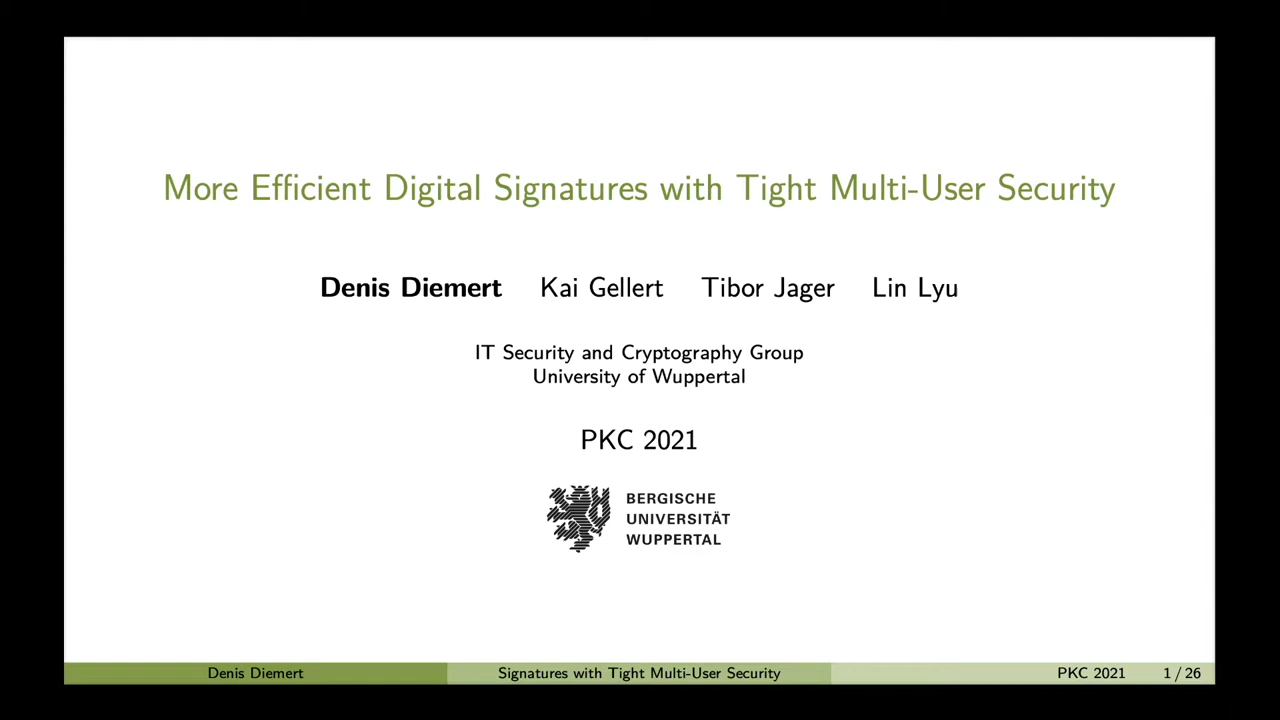 More Efficient Digital Signatures with Tight Multi-User Security
Denis Diemert Kai Gellert Tibor Jager Lin Lyu
IT Security and Cryptography Group
University of Wuppertal
PKC 2021
BERGISCHE
UNIVERSITÄT
WUPPERTAL
Denis Diemert Signatures with Tight Multi-User Security PKC 2021 1 / 26